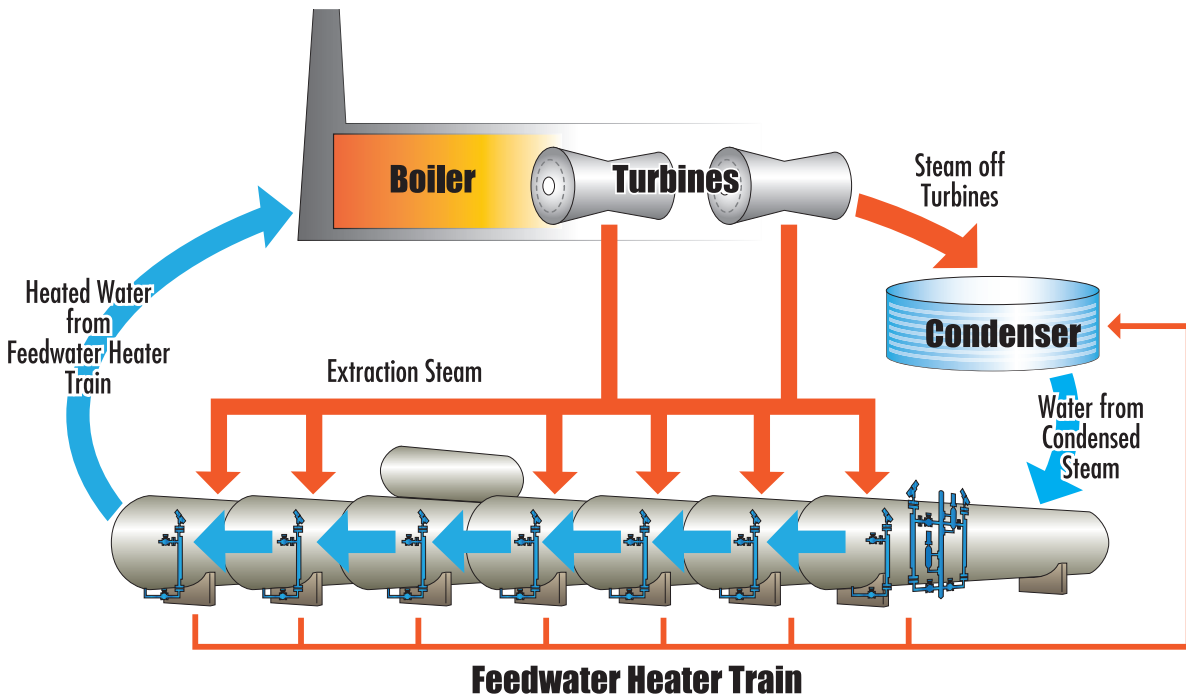 Boiler
Turbines
Steam off
Turbines
Heated Water
from
Feedwater Heater
Train
Condenser
Extraction Steam
Water from
Condensed
Steam
Feedwater Heater Train